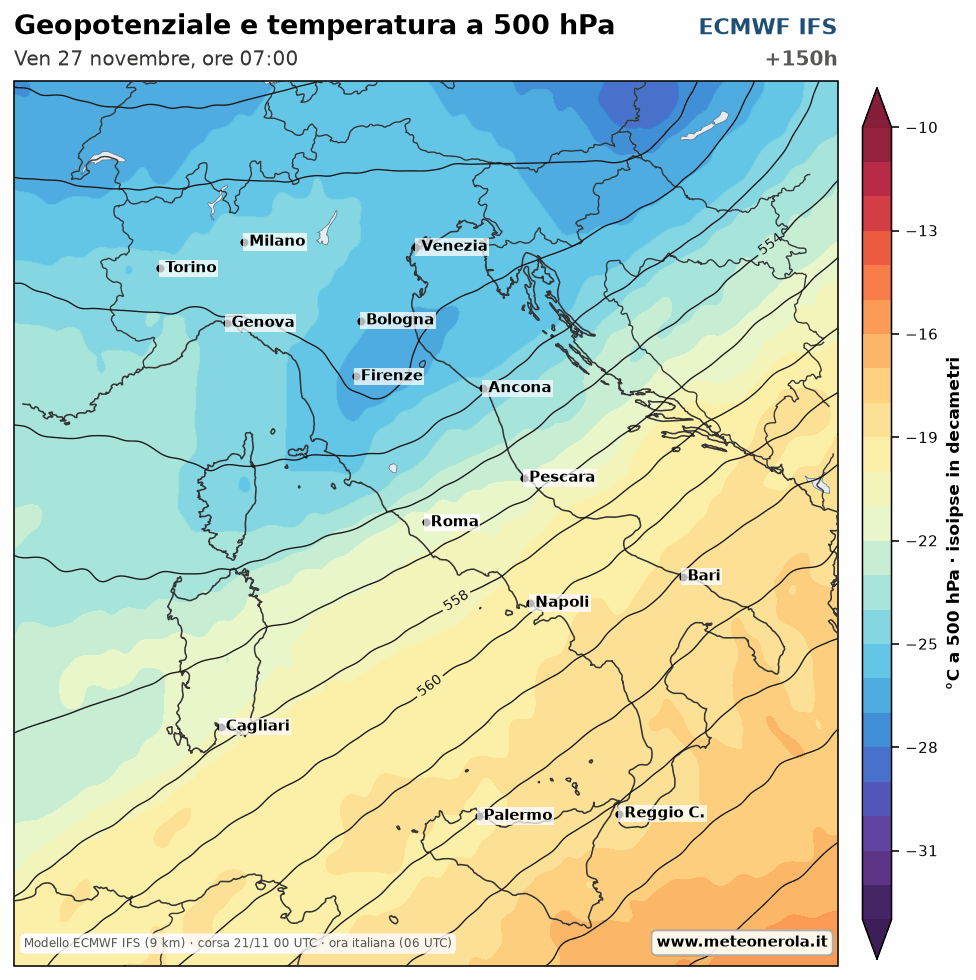 Geopotenziale e temperatura a 500 hPa
ECMWF IFS
Ven 27 novembre, ore 07:00
+150h
Milano
Venezia
Torino
Genova
Bologna
Firenze
Ancona
Pescara
Roma
Bari
Napoli
Cagliari
Palermo
Reggio C.
554
558
560
−10
−13
−16
−19
−22
−25
−28
−31
°C a 500 hPa · isoipse in decametri
Modello ECMWF IFS (9 km) · corsa 21/11 00 UTC · ora italiana (06 UTC)
www.meteonerola.it